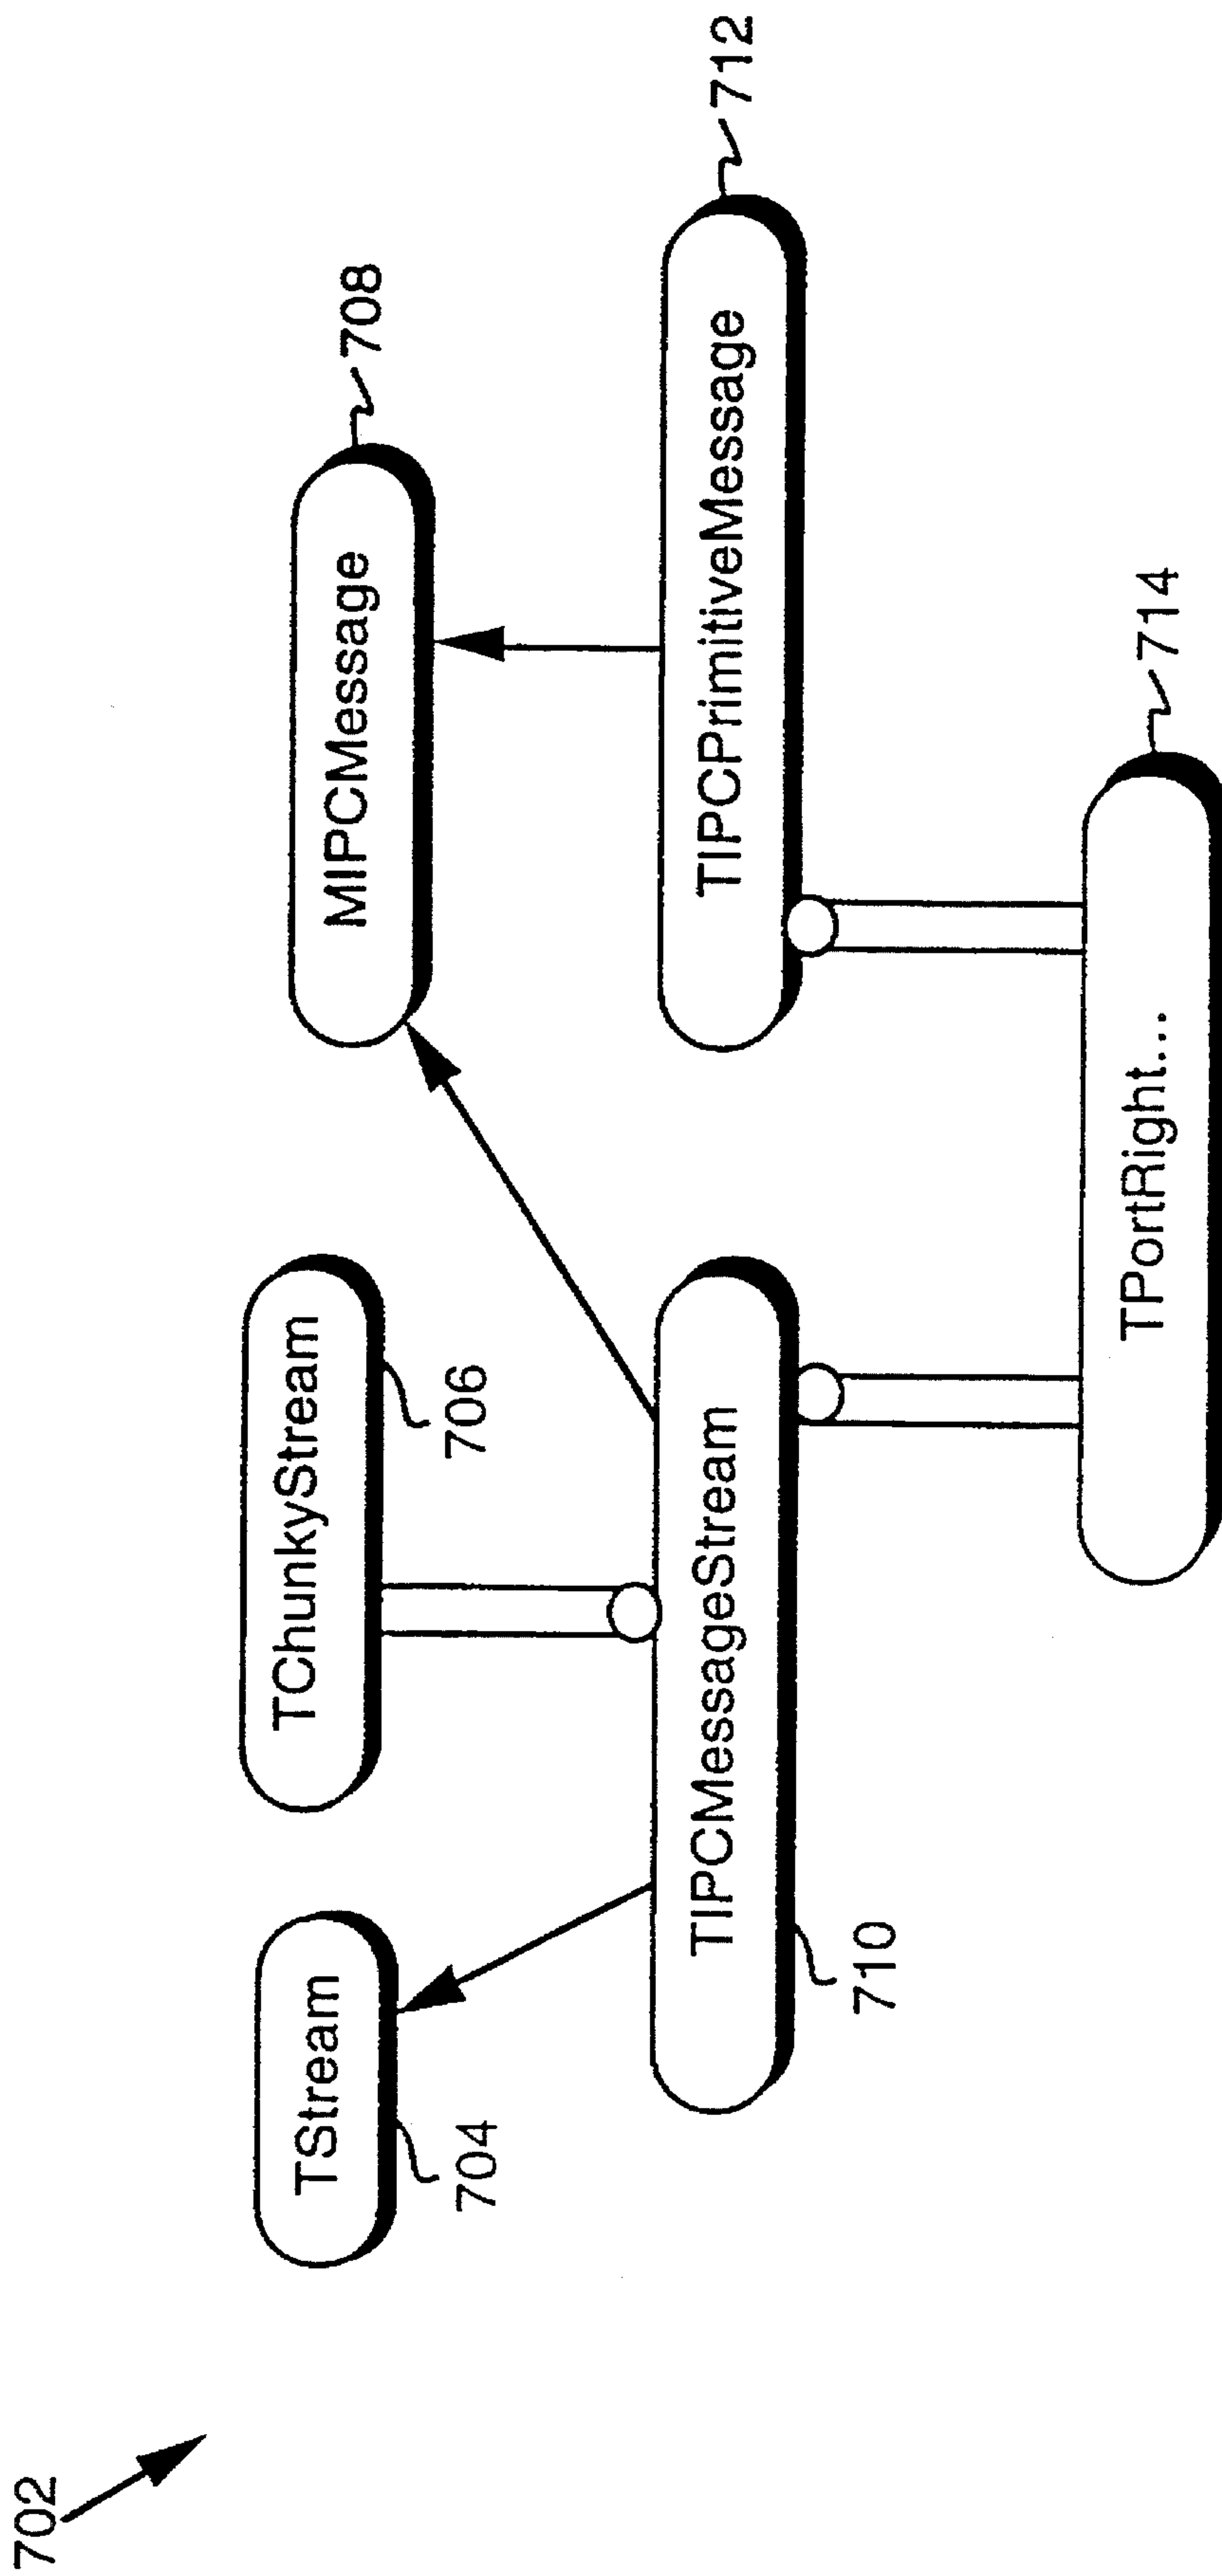 702
TStream
704
TChunkyStream
706
MIPCMessage
708
TIPCMessageStream
710
TIPCPrimitiveMessage
712
TPortRight...
714